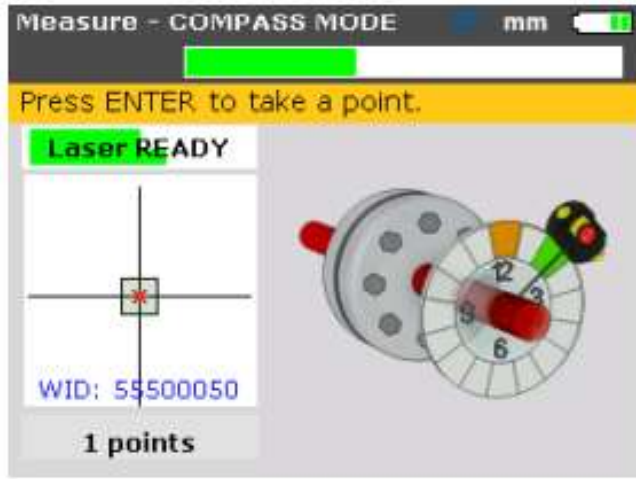 Measure - COMPASS MODE mm
Press ENTER to take a point.
Laser READY
WID: 55500050
1 points
12
3
9
6